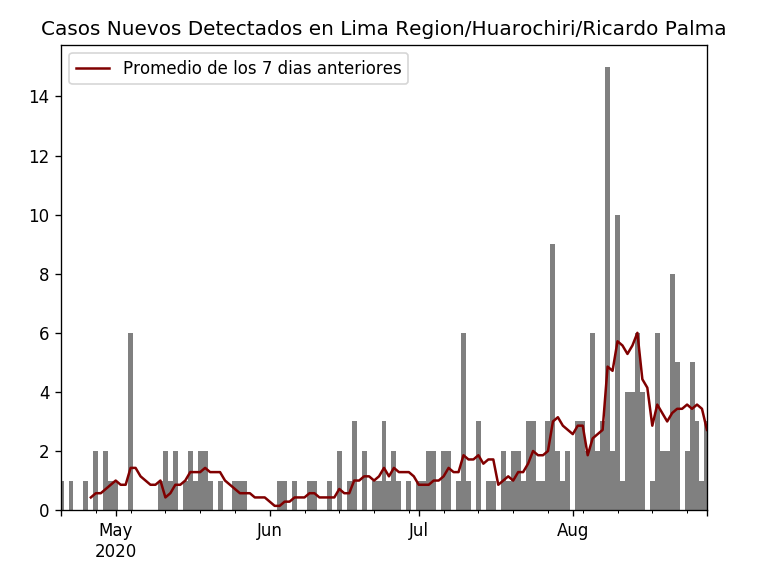 Casos Nuevos Detectados en Lima Region/Huarochiri/Ricardo Palma
Promedio de los 7 dias anteriores
14
12
10
8
6
4
2
0
May
2020
Jun
Jul
Aug